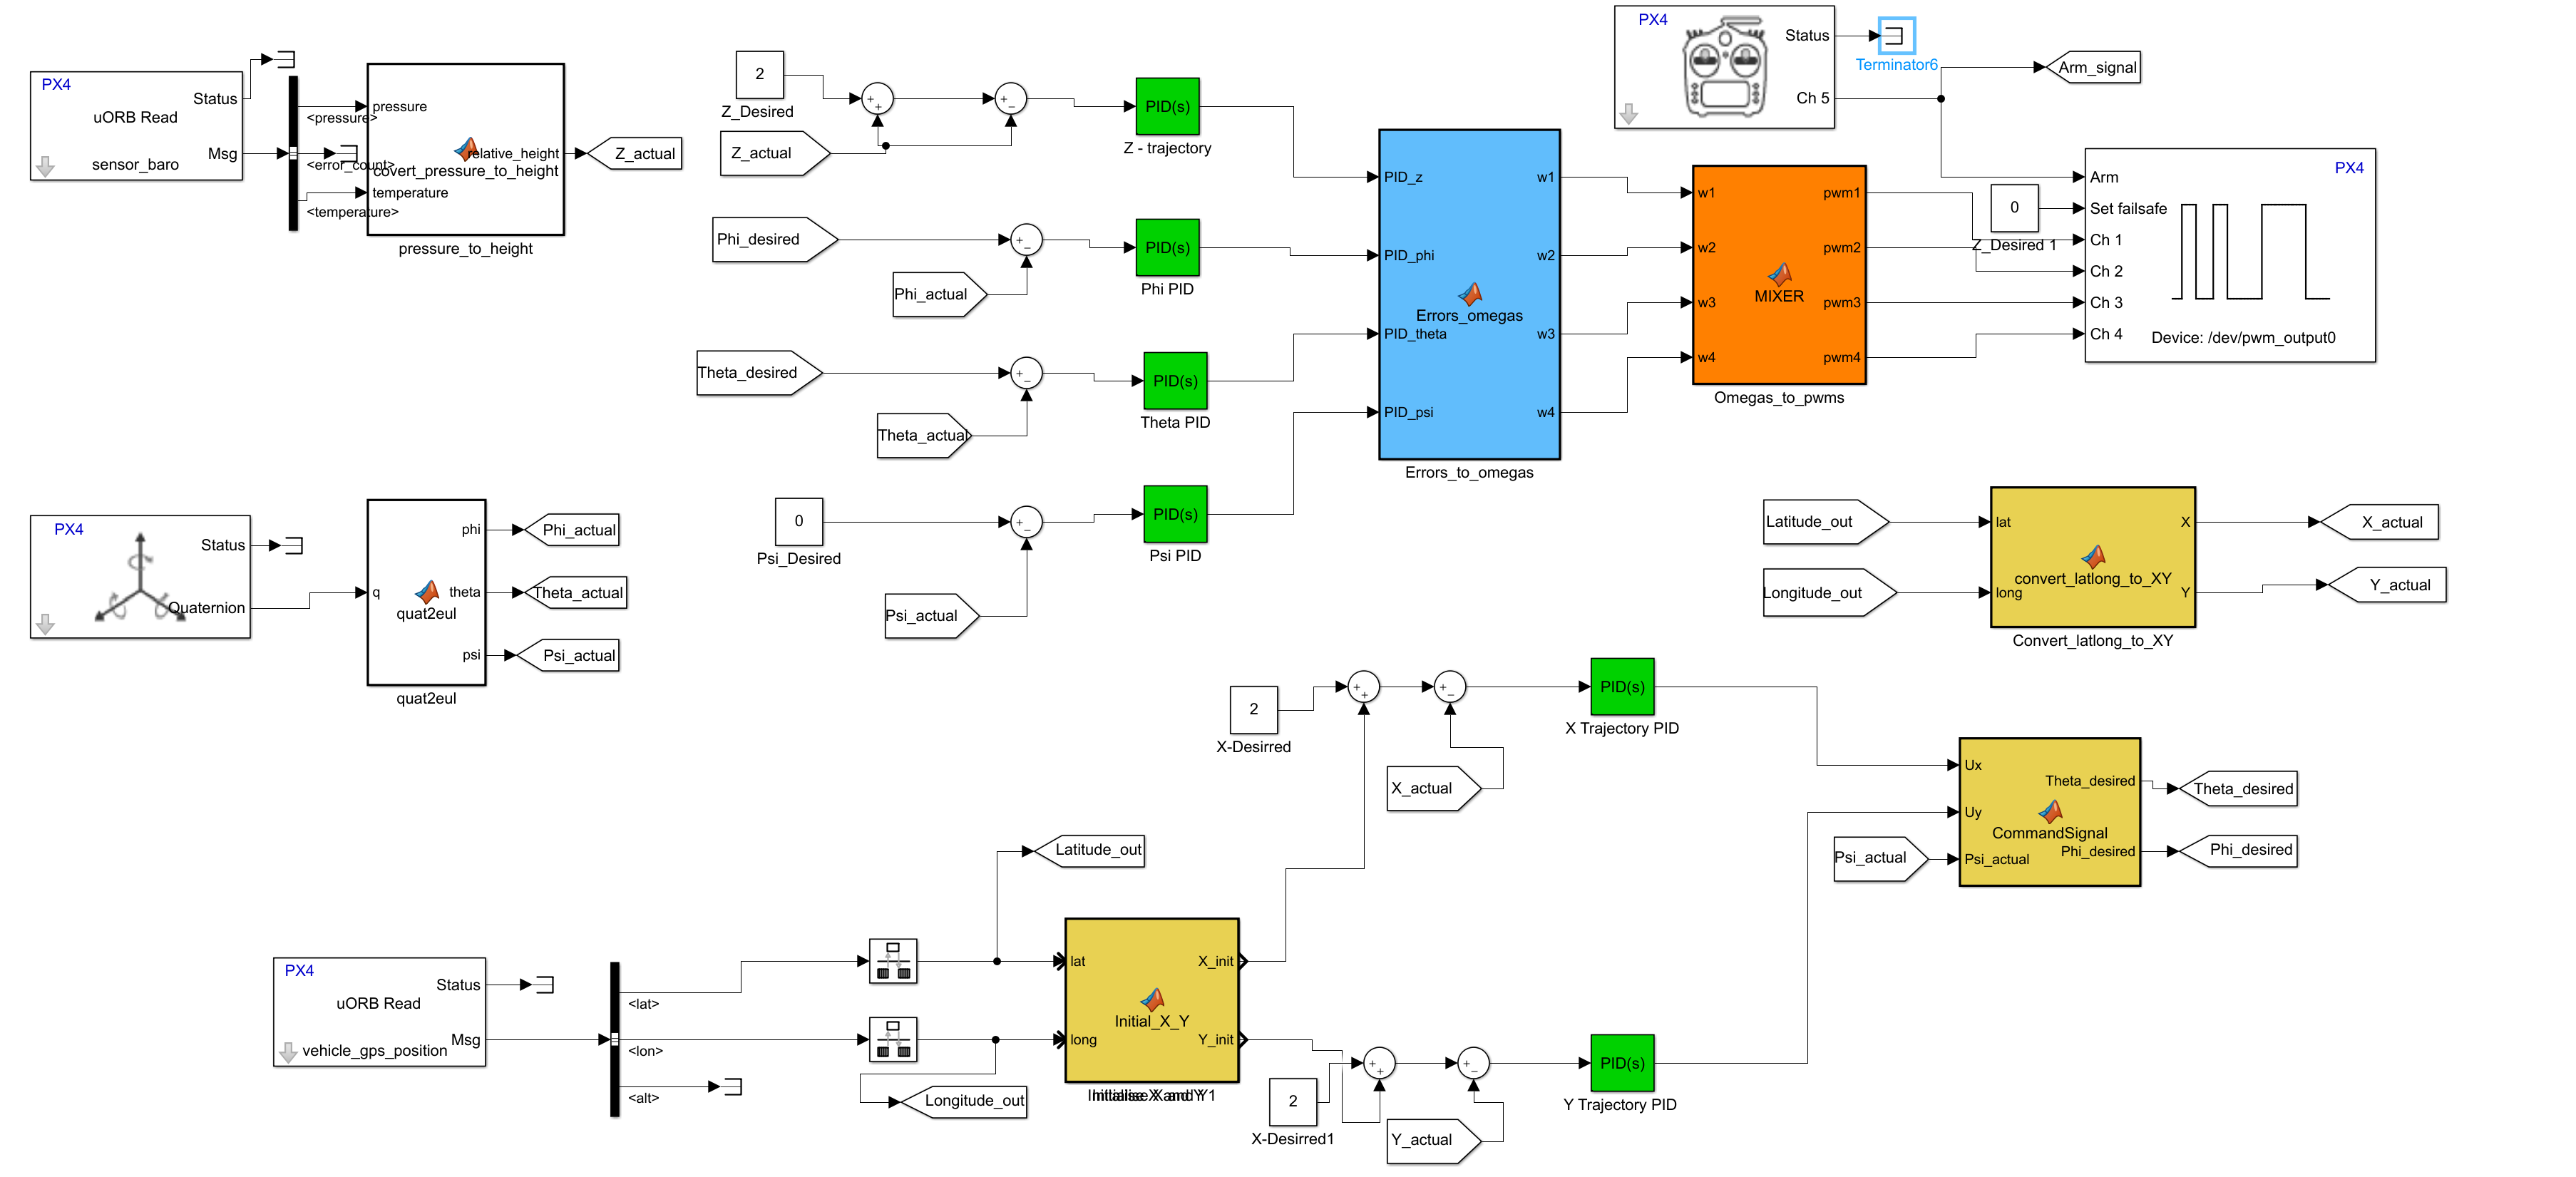 PX4
uORB Read
sensor_baro
Status
Msg
<pressure>
<error_count>
<temperature>
pressure
temperature
relative_height
covert_pressure_to_height
pressure_to_height
Z_actual
2
Z_Desired
Z_actual
+
+
+
−
PID(s)
Z - trajectory
Phi_desired
Phi_actual
+
−
PID(s)
Phi PID
Theta_desired
Theta_actual
+
−
PID(s)
Theta PID
0
Psi_Desired
Psi_actual
+
−
PID(s)
Psi PID
PID_z
PID_phi
PID_theta
PID_psi
Errors_omegas
w1
w2
w3
w4
Errors_to_omegas
w1
w2
w3
w4
MIXER
pwm1
pwm2
pwm3
pwm4
Omegas_to_pwms
PX4
Status
Ch 5
Terminator6
Arm_signal
0
Z_Desired 1
PX4
Arm
Set failsafe
Ch 1
Ch 2
Ch 3
Ch 4
Device: /dev/pwm_output0
PX4
Status
Quaternion
q
quat2eul
phi
theta
psi
quat2eul
Phi_actual
Theta_actual
Psi_actual
Latitude_out
Longitude_out
lat
long
convert_latlong_to_XY
X
Y
Convert_latlong_to_XY
X_actual
Y_actual
2
X-Desirred
+
+
+
−
X_actual
PID(s)
X Trajectory PID
Ux
Uy
Psi_actual
CommandSignal
Theta_desired
Phi_desired
Psi_actual
Theta_desired
Phi_desired
PX4
uORB Read
vehicle_gps_position
Status
Msg
<lat>
<lon>
<alt>
Latitude_out
Longitude_out
lat
long
Initial_X_Y
X_init
Y_init
2
X-Desirred1
+
+
+
−
Y_actual
PID(s)
Y Trajectory PID